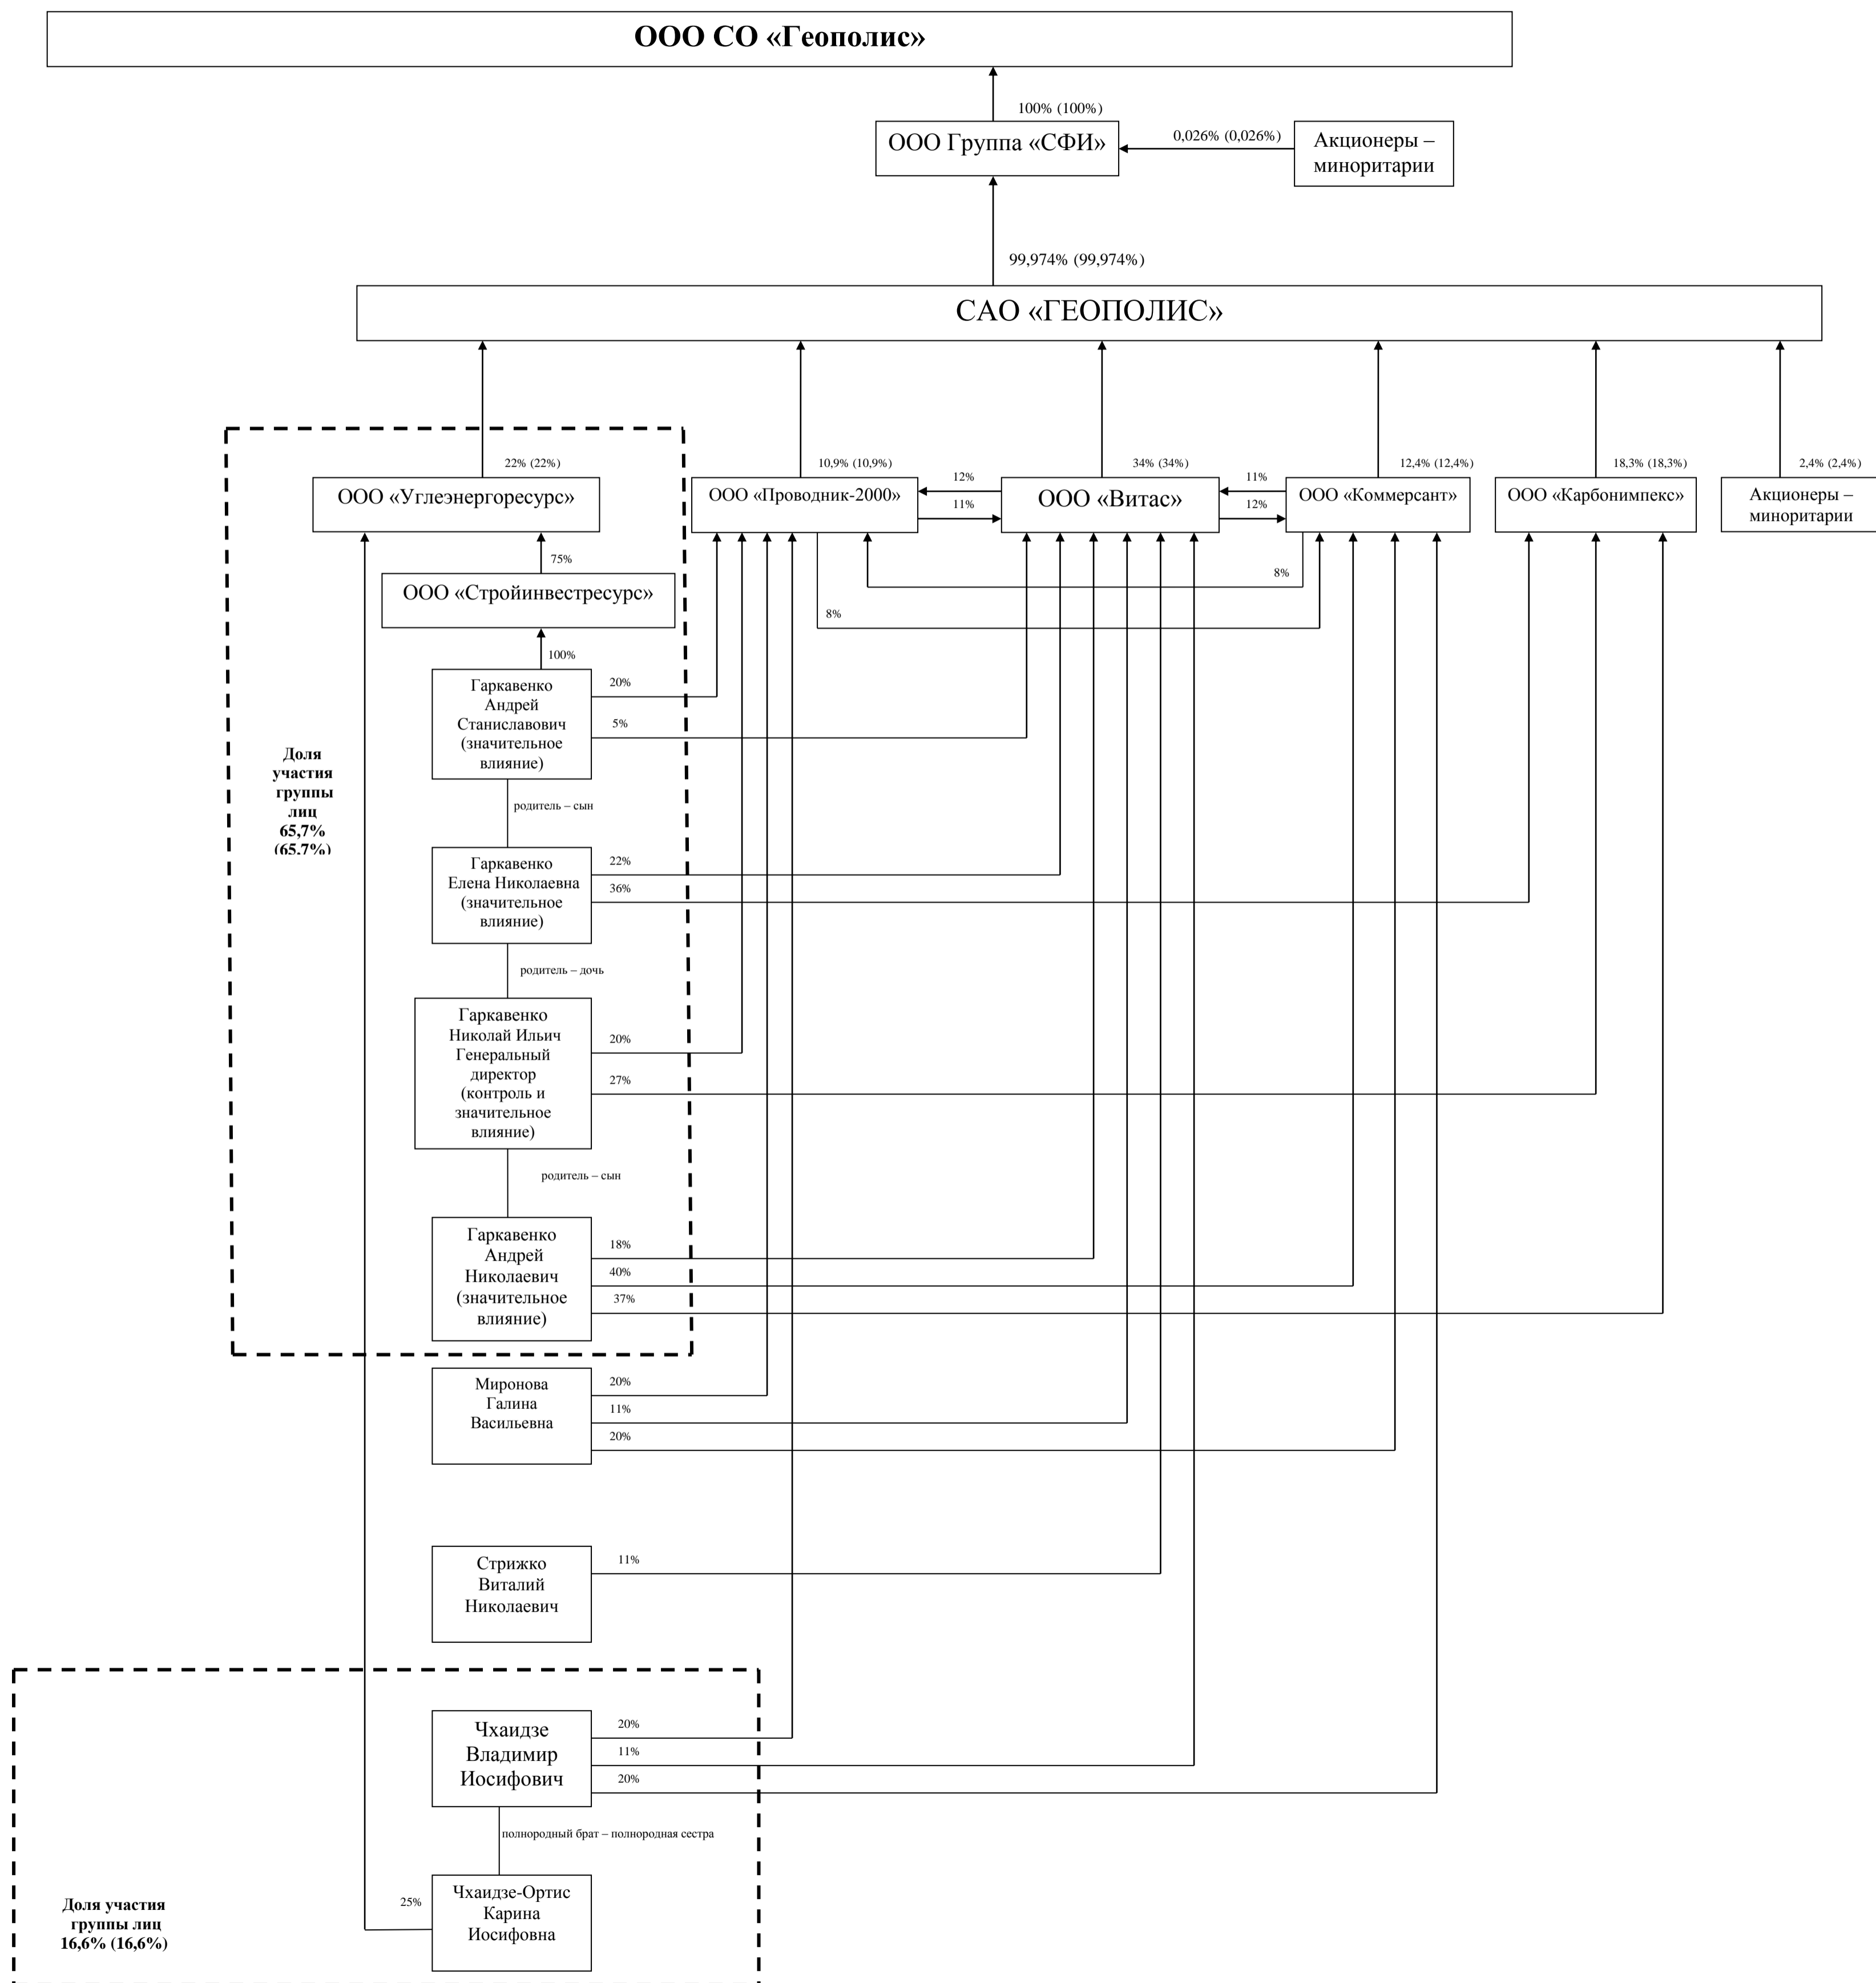 ООО СО «Геополис»
100% (100%)
ООО Группа «СФИ»
0,026% (0,026%)
Акционеры –
миноритарии
99,974% (99,974%)
САО «ГЕОПОЛИС»
22% (22%)
10,9% (10,9%)
34% (34%)
12,4% (12,4%)
18,3% (18,3%)
2,4% (2,4%)
ООО «Углеэнергоресурс»
ООО «Проводник-2000»
12%
11%
ООО «Витас»
11%
12%
ООО «Коммерсант»
ООО «Карбонимпекс»
Акционеры –
миноритарии
75%
8%
ООО «Стройинвестресурс»
8%
100%
Гаркавенко
Андрей
Станиславович
(значительное
влияние)
20%
5%
Доля
участия
группы
лиц
65,7%
(65,7%)
родитель – сын
Гаркавенко
Елена Николаевна
(значительное
влияние)
22%
36%
родитель – дочь
Гаркавенко
Николай Ильич
Генеральный
директор
(контроль и
значительное
влияние)
20%
27%
родитель – сын
Гаркавенко
Андрей
Николаевич
(значительное
влияние)
18%
40%
37%
Миронова
Галина
Васильевна
20%
11%
20%
Стрижко
Виталий
Николаевич
11%
Чхаидзе
Владимир
Иосифович
20%
11%
20%
полнородный брат – полнородная сестра
25%
Чхаидзе-Ортис
Карина
Иосифовна
Доля участия
группы лиц
16,6% (16,6%)